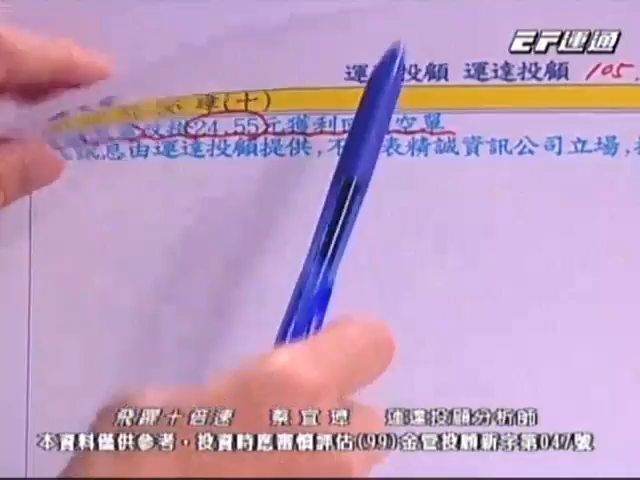 EF運通
運達投顧 運達投顧 105
(十)
24.55元獲利回 空單
訊息由運達投顧提供,不 表精誠資訊公司立場,
飛躍十個速 蔡宜璋 運達投顧分析師
本資料僅供參考,投資時應審慎評估(99)金管投顧新字第047號